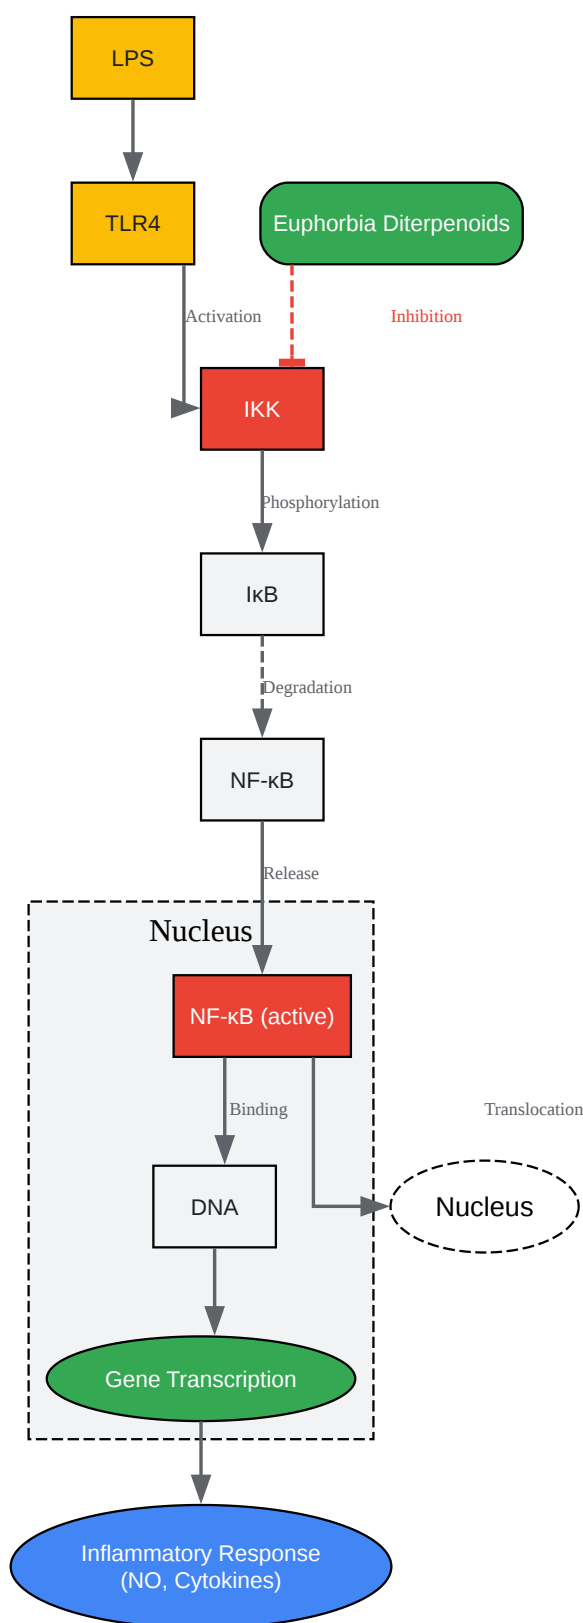 LPS
TLR4
Euphorbia Diterpenoids
Activation
Inhibition
IKK
Phosphorylation
IκB
Degradation
NF-κB
Release
Nucleus
NF-κB (active)
Binding
Translocation
DNA
Nucleus
Gene Transcription
Inflammatory Response
(NO, Cytokines)